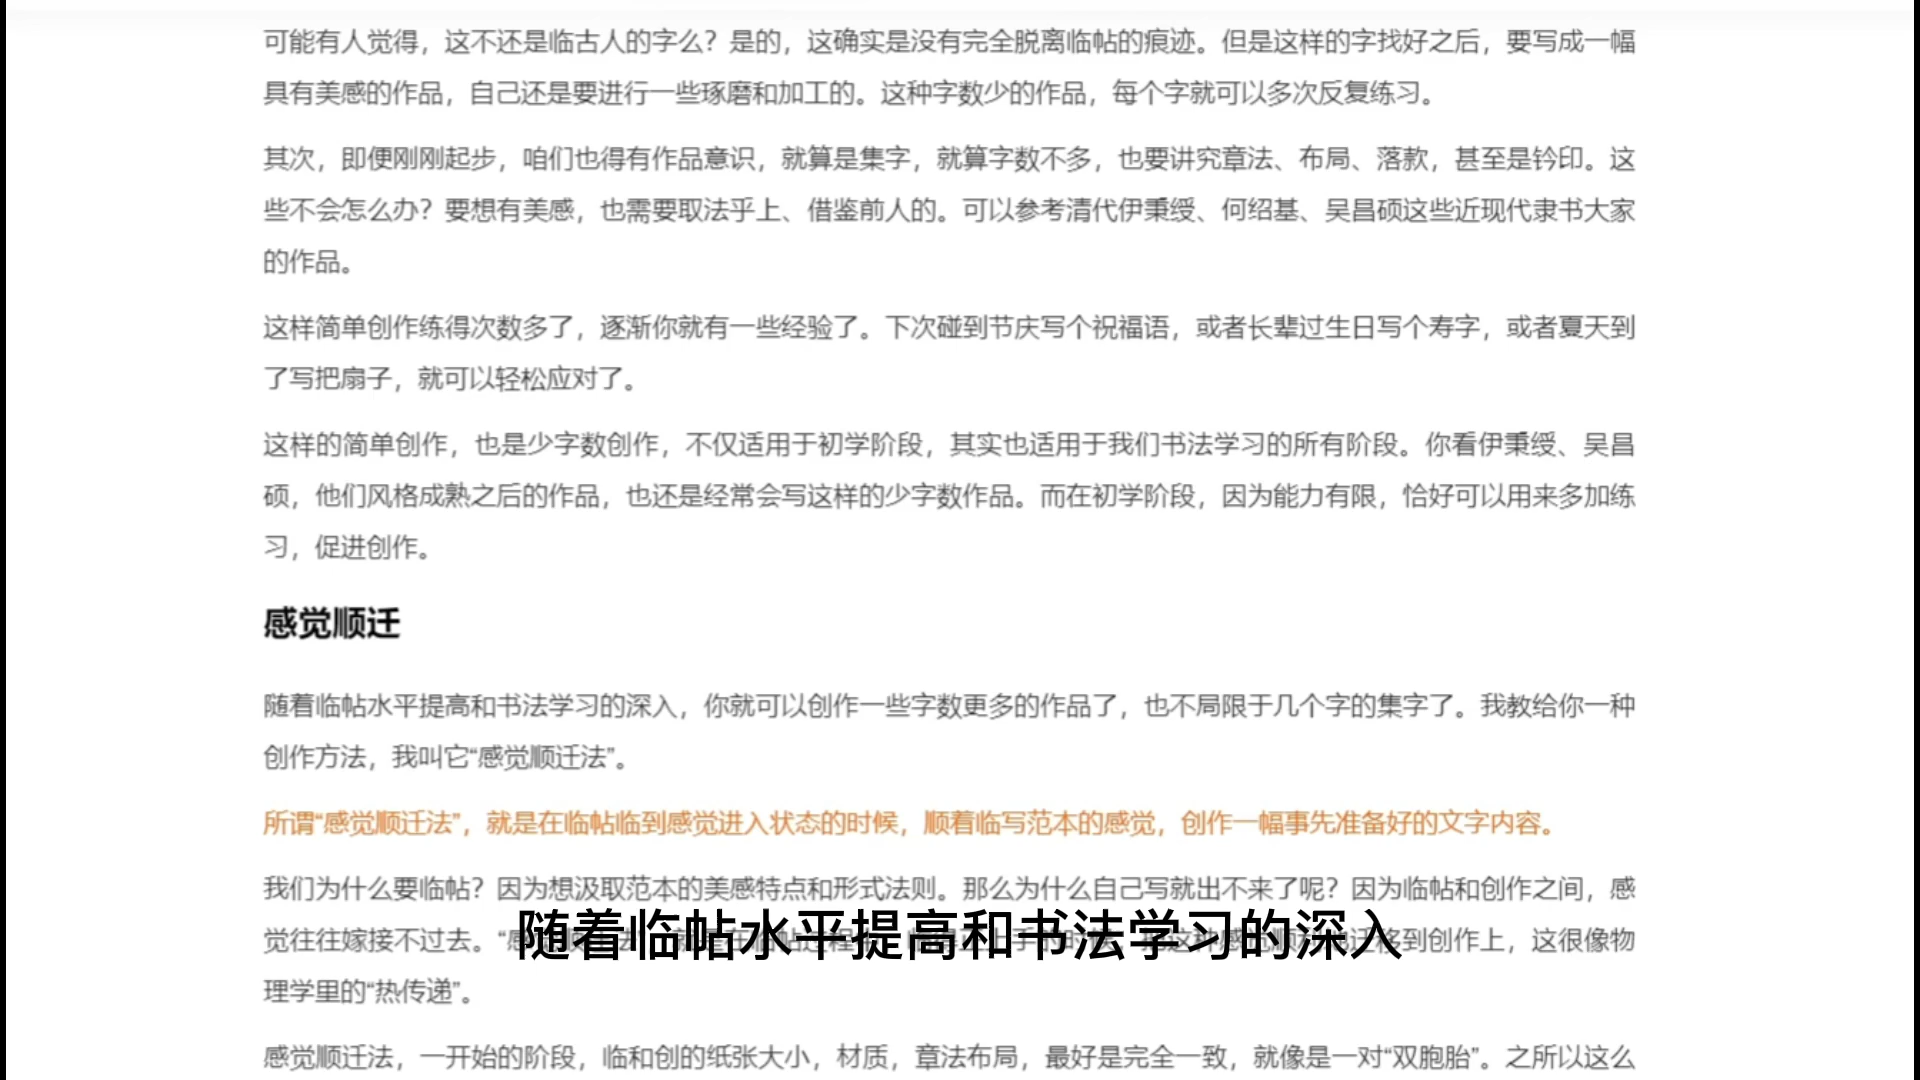 可能有人觉得，这不还是临古人的字么？是的，这确实是没有完全脱离临帖的痕迹。但是这样的字找好之后，要写成一幅
具有美感的作品，自己还是要进行一些琢磨和加工的。这种字数少的作品，每个字就可以多次反复练习。
其次，即便刚刚起步，咱们也得有作品意识，就算是集字，就算字数不多，也要讲究章法、布局、落款，甚至是钤印。这
些不会怎么办？要想有美感，也需要取法乎上、借鉴前人的。可以参考清代伊秉绶、何绍基、吴昌硕这些近现代隶书大家
的作品。
这样简单创作练得次数多了，逐渐你就有一些经验了。下次碰到节庆写个祝福语，或者长辈过生日写个寿字，或者夏天到
了写把扇子，就可以轻松应对了。
这样的简单创作，也是少字数创作，不仅适用于初学阶段，其实也适用于我们书法学习的所有阶段。你看伊秉绶、吴昌
硕，他们风格成熟之后的作品，也还是经常会写这样的少字数作品。而在初学阶段，因为能力有限，恰好可以用来多加练
习，促进创作。
感觉顺迁
随着临帖水平提高和书法学习的深入，你就可以创作一些字数更多的作品了，也不局限于几个字的集字了。我教给你一种
创作方法，我叫它“感觉顺迁法”。
所谓“感觉顺迁法”，就是在临帖临到感觉进入状态的时候，顺着临写范本的感觉，创作一幅事先准备好的文字内容。
我们为什么要临帖？因为想汲取范本的美感特点和形式法则。那么为什么自己写就出不来了呢？因为临帖和创作之间，感
觉往往嫁接不过去。迁移到创作上，这很像物
随着临帖水平提高和书法学习的深入
理学里的“热传递”。
感觉顺迁法，一开始的阶段，临和创的纸张大小，材质，章法布局，最好是完全一致，就像是一对“双胞胎”。之所以这么